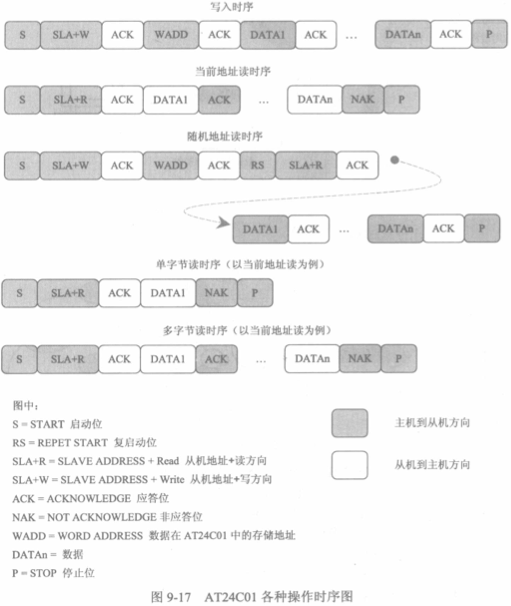 写入时序
S SLA+W ACK WADD ACK DATA1 ACK … DATAn ACK P
当前地址读时序
S SLA+R ACK DATA1 ACK … DATAn NAK P
随机地址读时序
S SLA+W ACK WADD ACK RS SLA+R ACK
DATA1 ACK … DATAn ACK P
单字节读时序（以当前地址读为例）
S SLA+R ACK DATA1 NAK P
多字节读时序（以当前地址读为例）
S SLA+R ACK DATA1 ACK … DATAn NAK P
图中：
S = START 启动位
RS = REPET START 复启动位
SLA+R = SLAVE ADDRESS + Read 从机地址+读方向
SLA+W = SLAVE ADDRESS + Write 从机地址+写方向
ACK = ACKNOWLEDGE 应答位
NAK = NOT ACKNOWLEDGE 非应答位
WADD = WORD ADDRESS 数据在 AT24C01 中的存储地址
DATAn = 数据
P = STOP 停止位
主机到从机方向
从机到主机方向
图 9-17 AT24C01 各种操作时序图